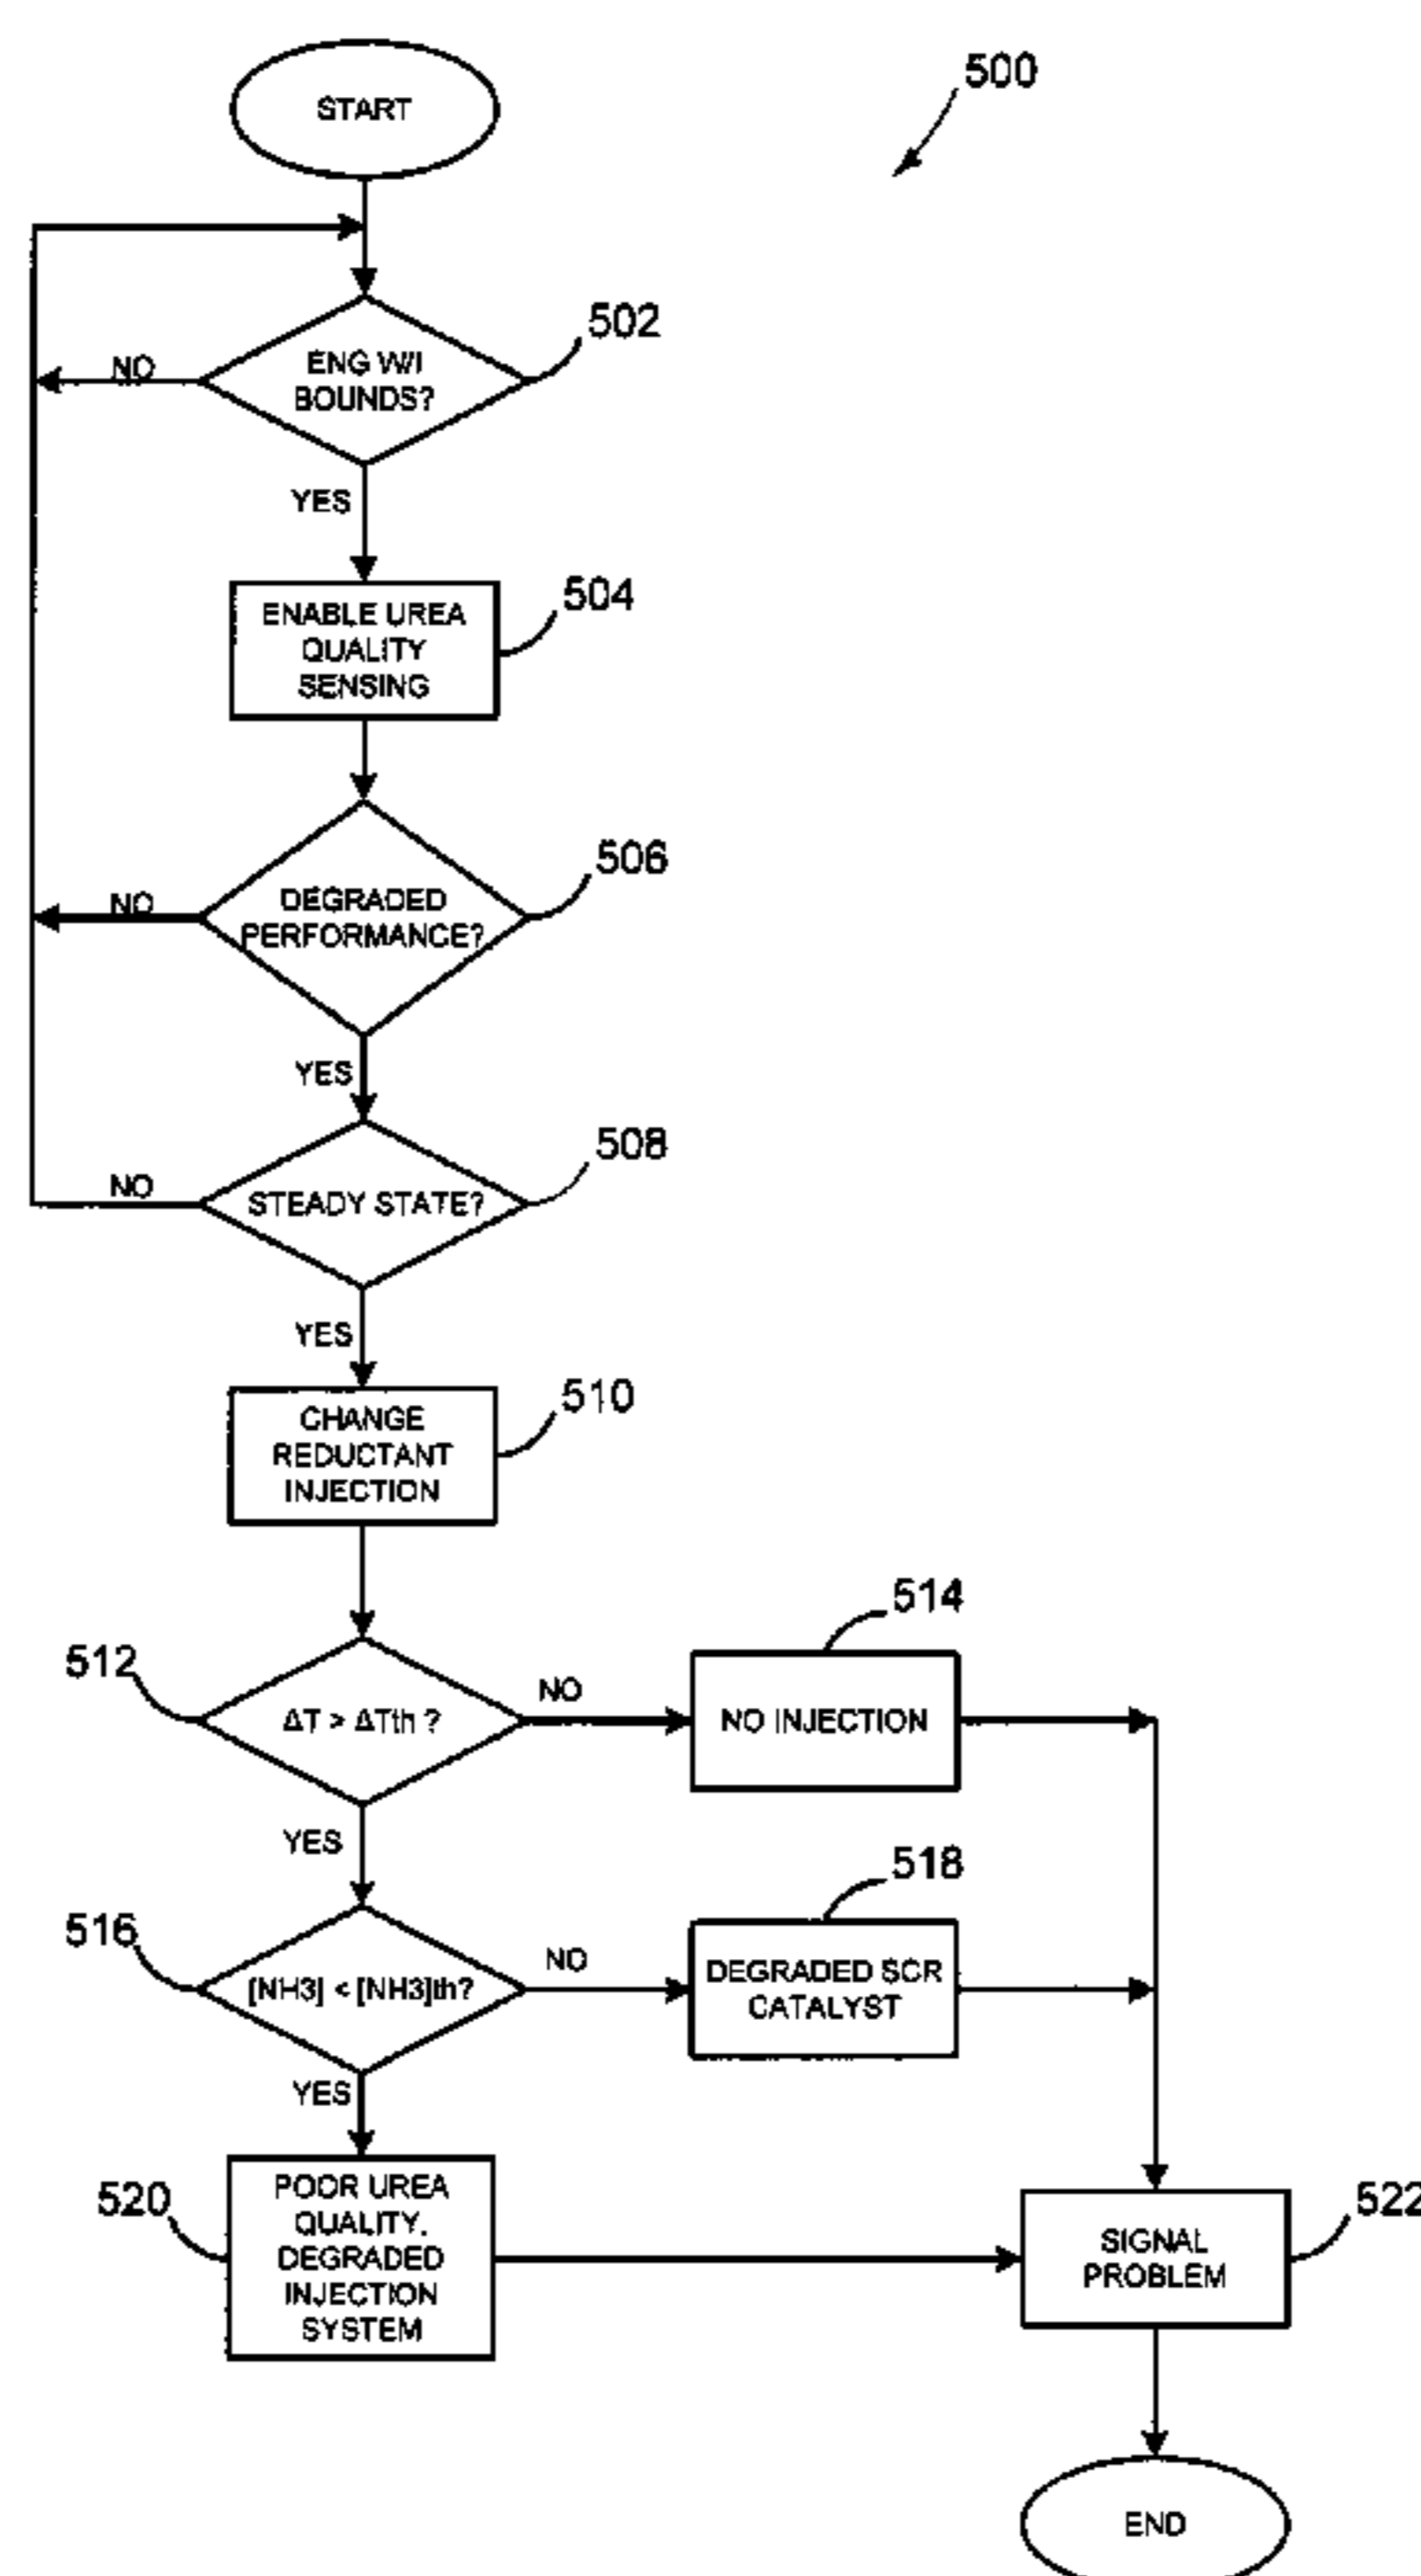 START
500
ENG W/I
BOUNDS?
502
NO
YES
ENABLE UREA
QUALITY
SENSING
504
DEGRADED
PERFORMANCE?
506
NO
YES
STEADY STATE?
508
NO
YES
CHANGE
REDUCTANT
INJECTION
510
512
ΔT > ΔTth ?
NO
514
NO INJECTION
YES
516
[NH3] < [NH3]th?
NO
518
DEGRADED SCR
CATALYST
YES
520
POOR UREA
QUALITY,
DEGRADED
INJECTION
SYSTEM
SIGNAL
PROBLEM
522
END